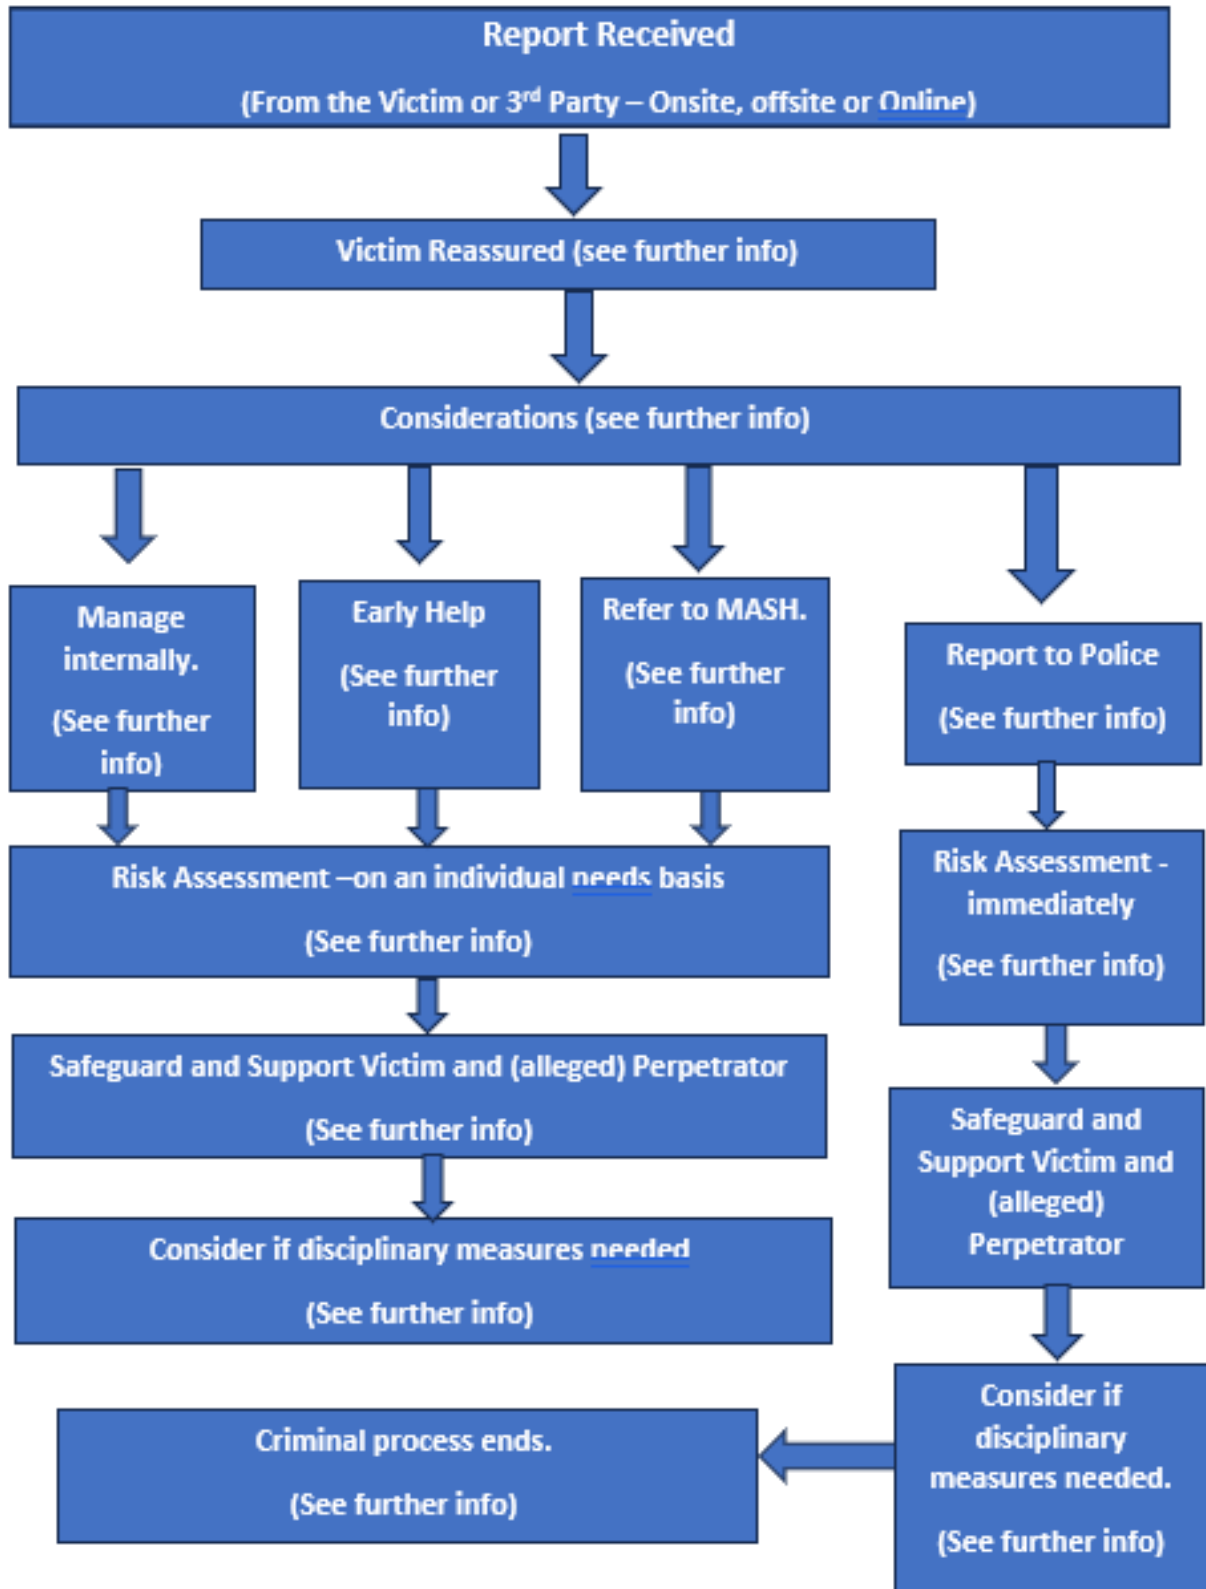 Report Received
(From the Victim or 3rd Party – Onsite, offsite or Online)
Victim Reassured (see further info)
Considerations (see further info)
Manage
internally.
(See further
info)
Early Help
(See further
info)
Refer to MASH.
(See further
info)
Report to Police
(See further info)
Risk Assessment –on an individual needs basis
(See further info)
Risk Assessment -
immediately
(See further info)
Safeguard and Support Victim and (alleged) Perpetrator
(See further info)
Safeguard and
Support Victim and
(alleged)
Perpetrator
Consider if disciplinary measures needed
(See further info)
Consider if
disciplinary
measures needed.
(See further info)
Criminal process ends.
(See further info)